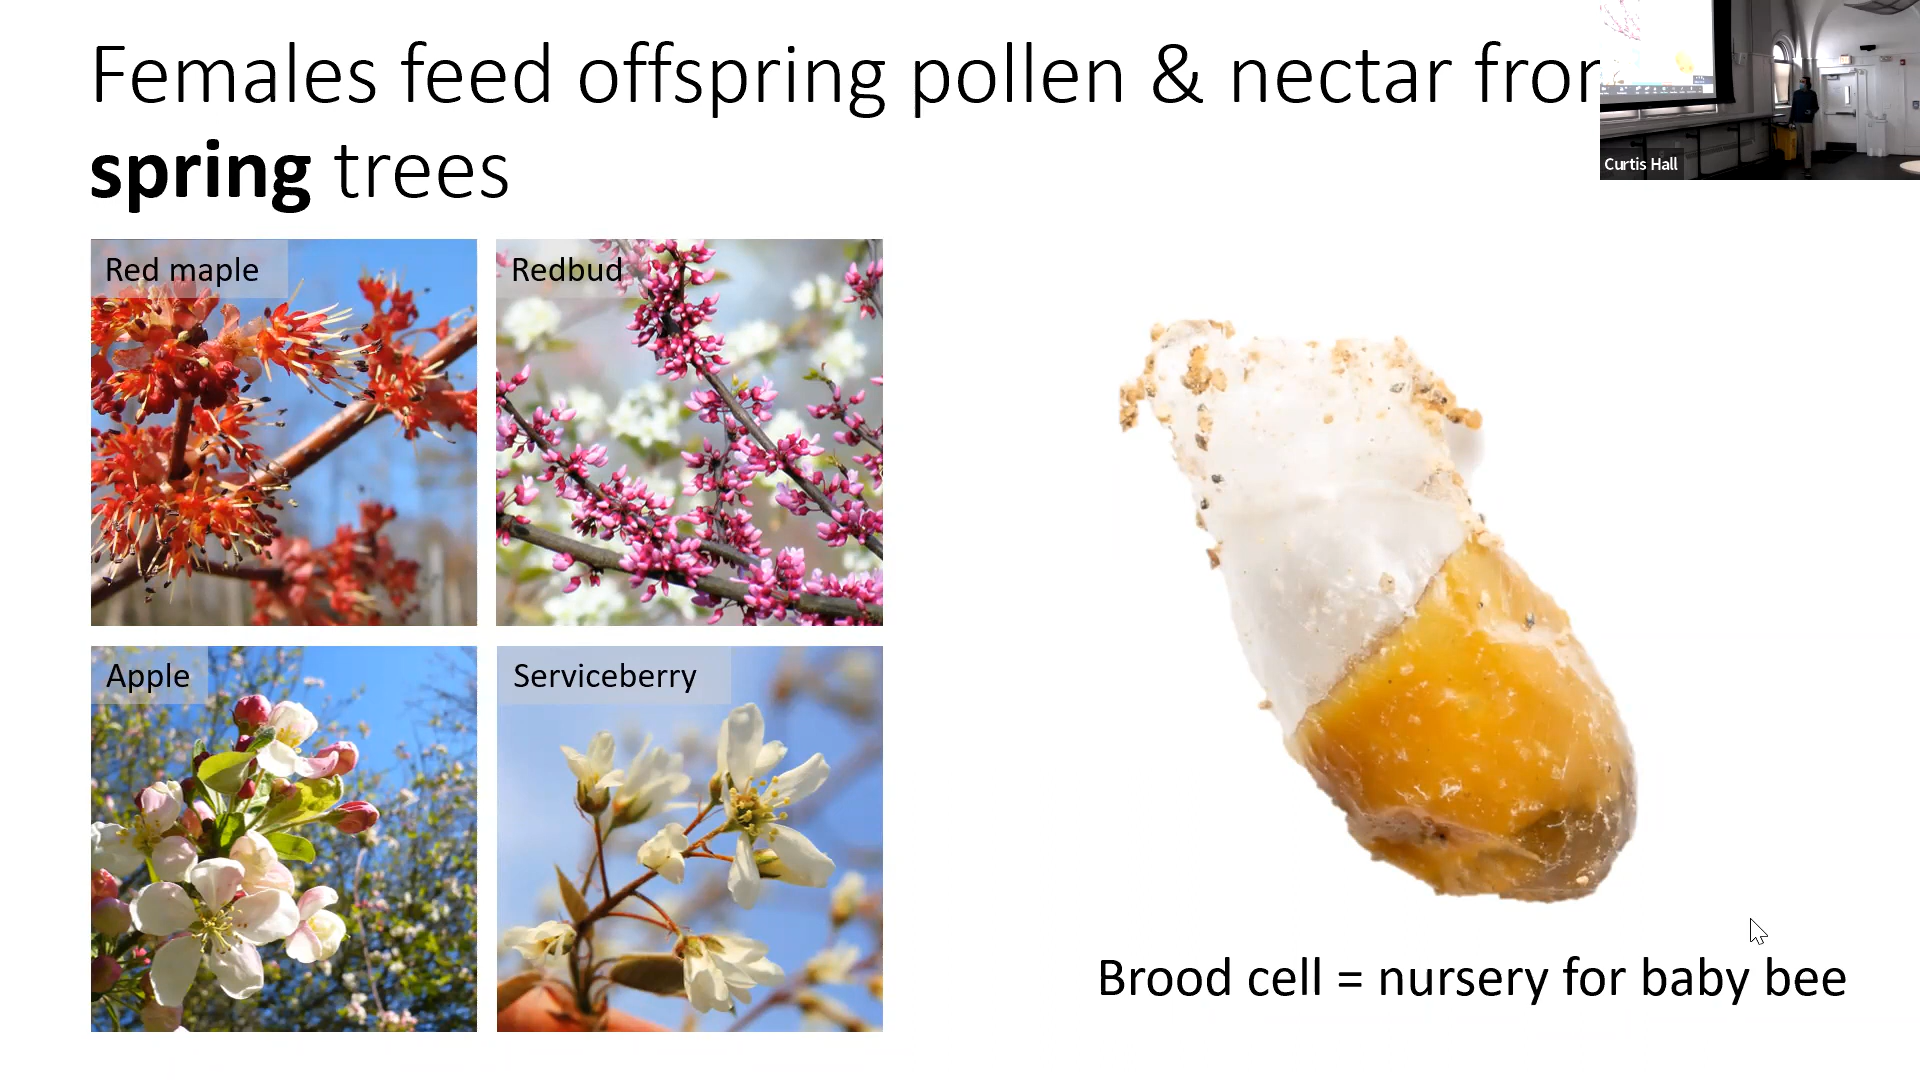 Females feed offspring pollen & nectar from
spring trees
Curtis Hall
Red maple
Redbud
Apple
Serviceberry
Brood cell = nursery for baby bee